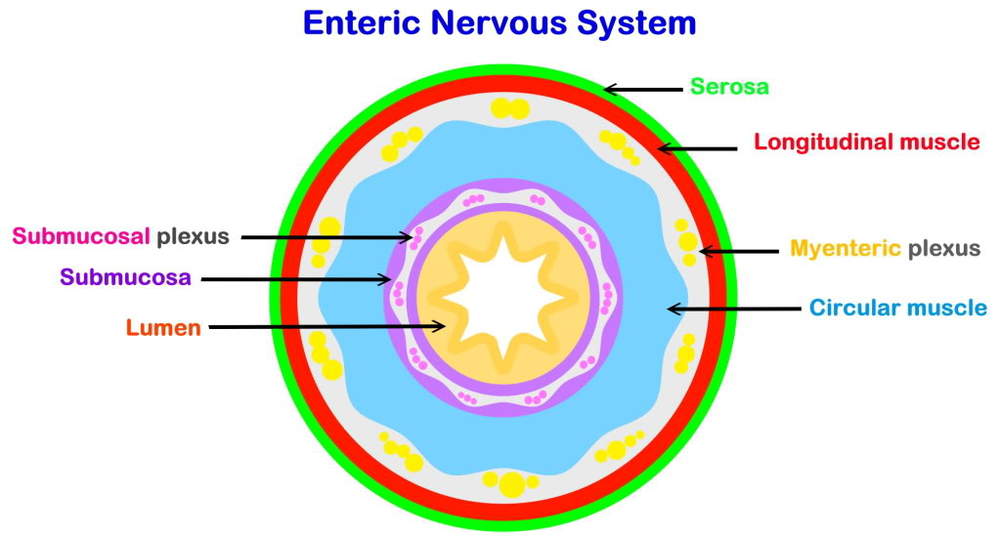 Enteric Nervous System
Serosa
Longitudinal muscle
Submucosal plexus
Myenteric plexus
Submucosa
Circular muscle
Lumen